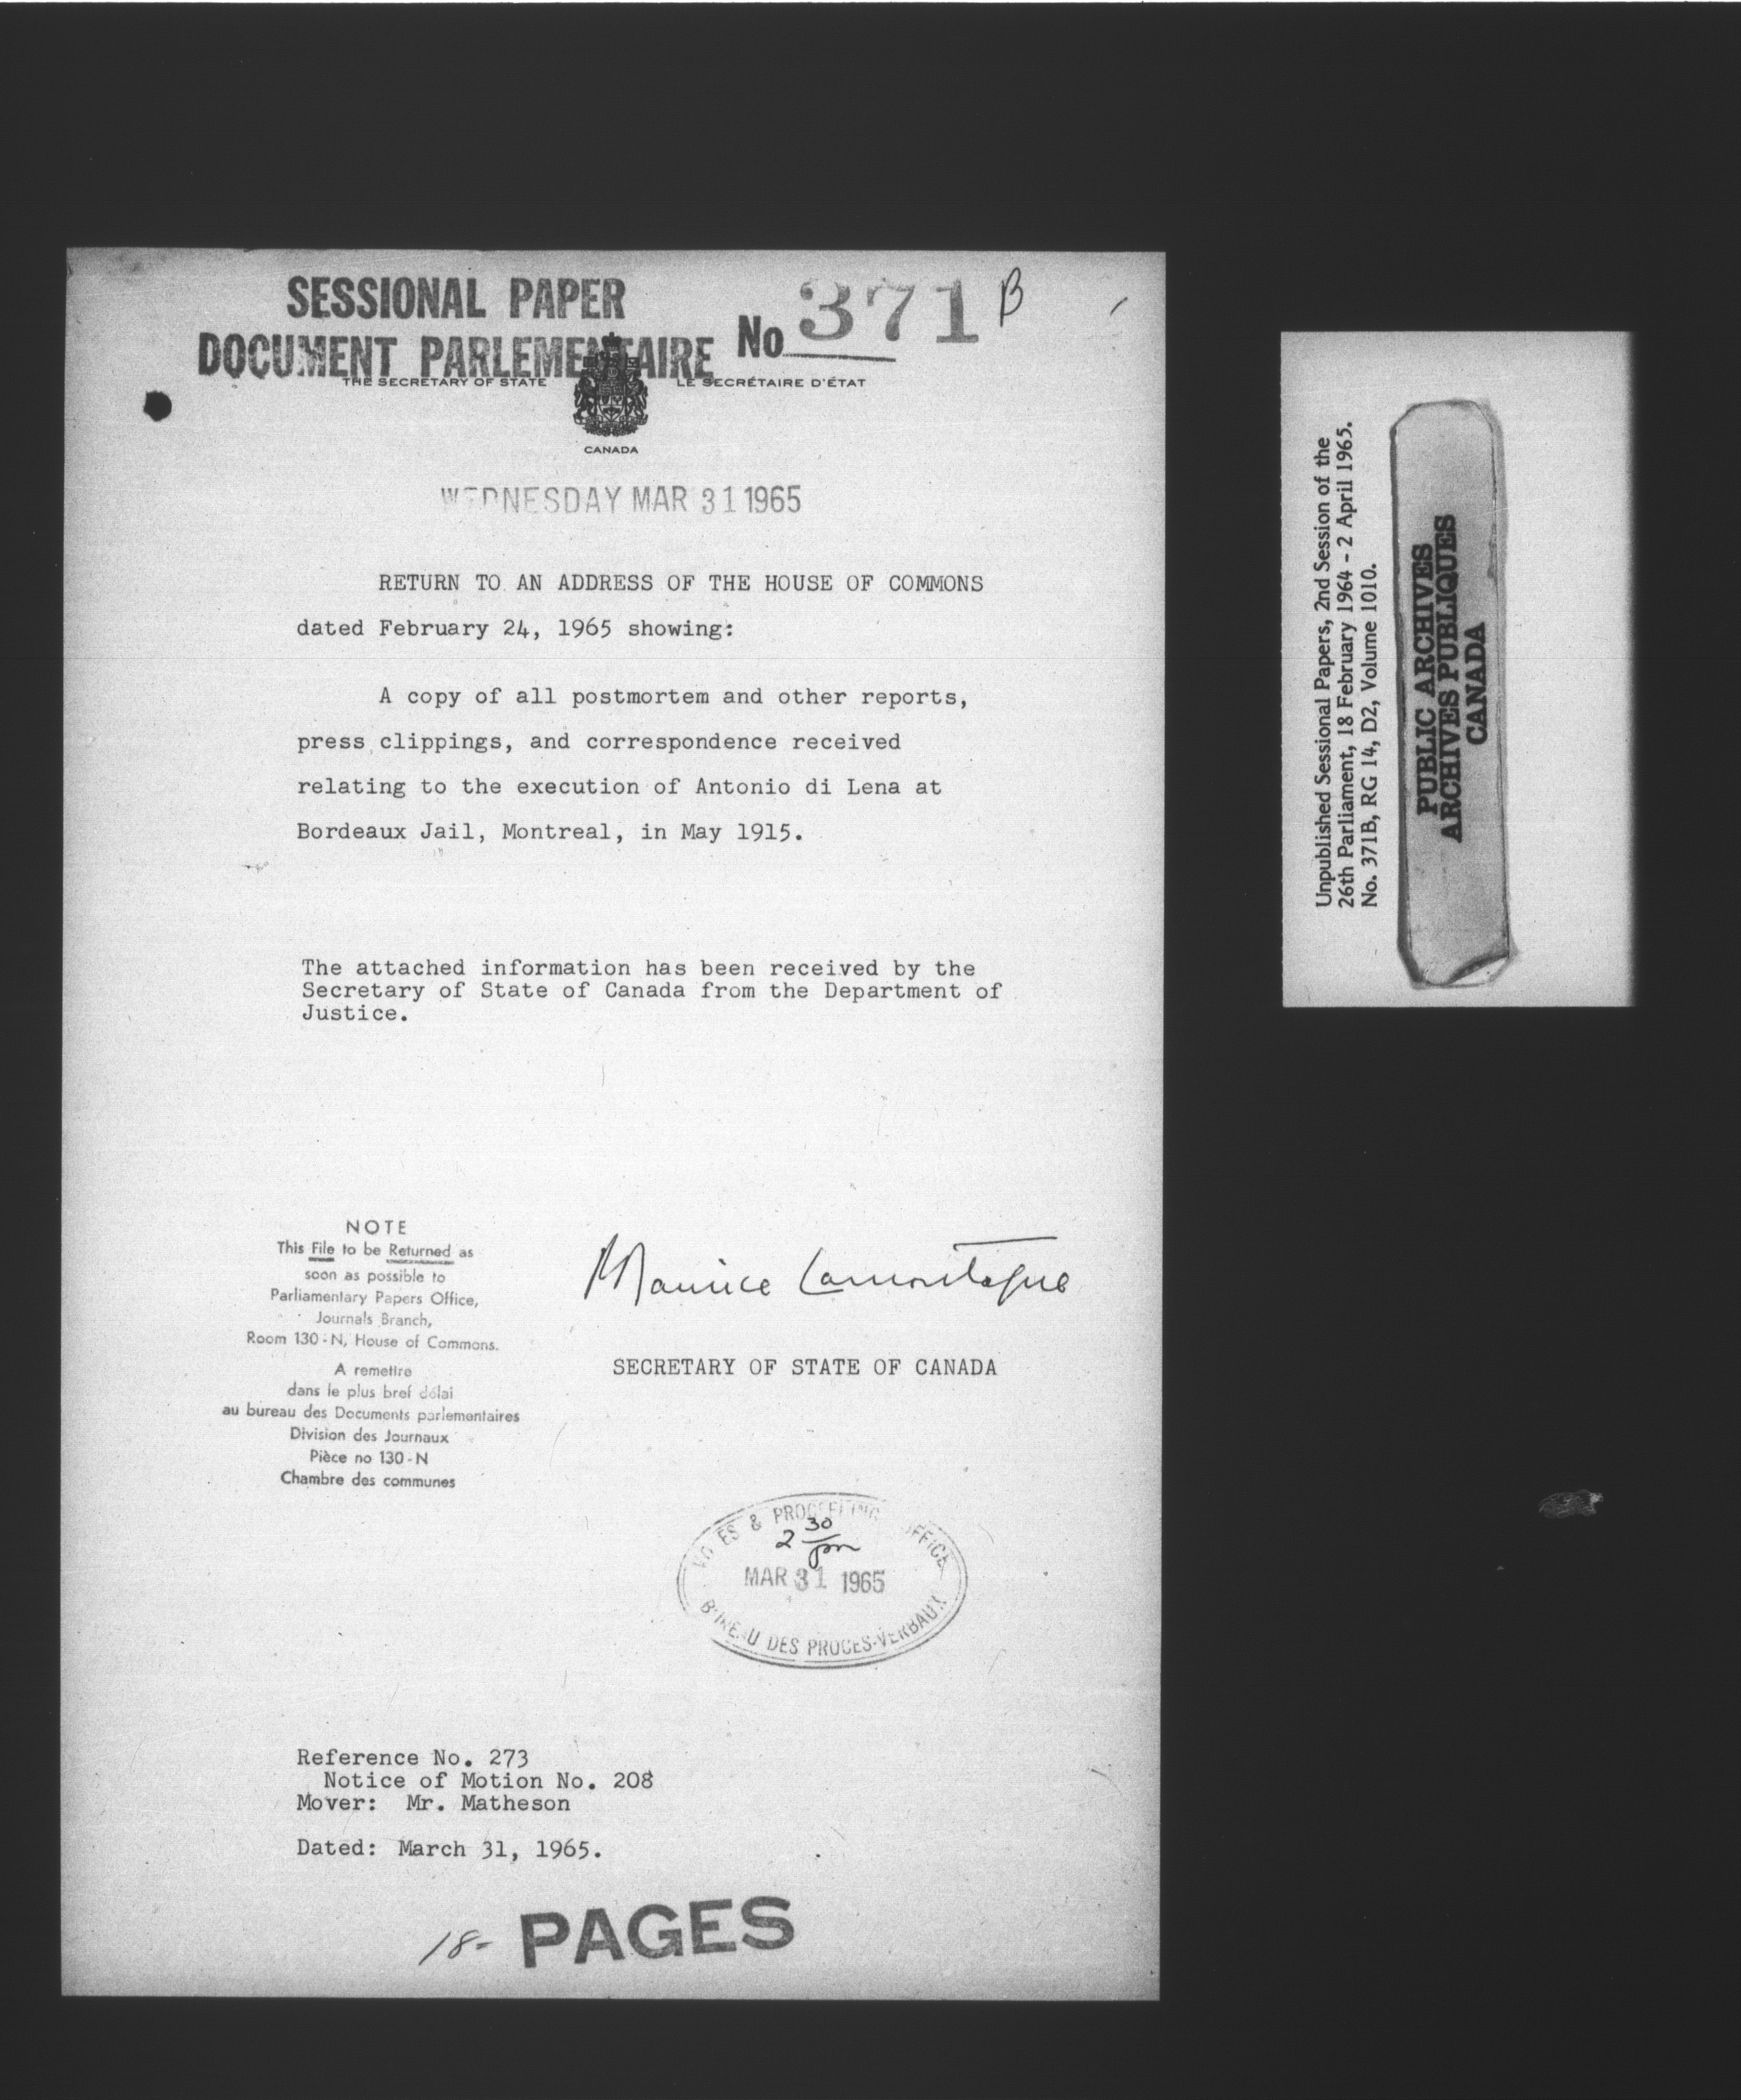 SESSIONAL PAPER
DOCUMENT PARLEMENTAIRE No 371 B
THE SECRETARY OF STATE LE SECRÉTAIRE D'ÉTAT
CANADA
WEDNESDAY MAR 31 1965
RETURN TO AN ADDRESS OF THE HOUSE OF COMMONS
dated February 24, 1965 showing:
A copy of all postmortem and other reports,
press clippings, and correspondence received
relating to the execution of Antonio di Lena at
Bordeaux Jail, Montreal, in May 1915.
The attached information has been received by the
Secretary of State of Canada from the Department of
Justice.
NOTE
This File to be Returned as
soon as possible to
Parliamentary Papers Office,
Journals Branch,
Room 130-N, House of Commons.
A remettre
dans le plus bref délai
au bureau des Documents parlementaires
Division des Journaux
Pièce no 130-N
Chambre des communes
Maurice Lamontagne
SECRETARY OF STATE OF CANADA
VOTES & PROCEEDINGS OFFICE
2 30 pm
MAR 31 1965
BUREAU DES PROCES-VERBAUX
Reference No. 273
Notice of Motion No. 208
Mover: Mr. Matheson
Dated: March 31, 1965.
18- PAGES
Unpublished Sessional Papers, 2nd Session of the
26th Parliament, 18 February 1964 - 2 April 1965.
No. 371B, RG 14, D2, Volume 1010.
PUBLIC ARCHIVES
ARCHIVES PUBLIQUES
CANADA